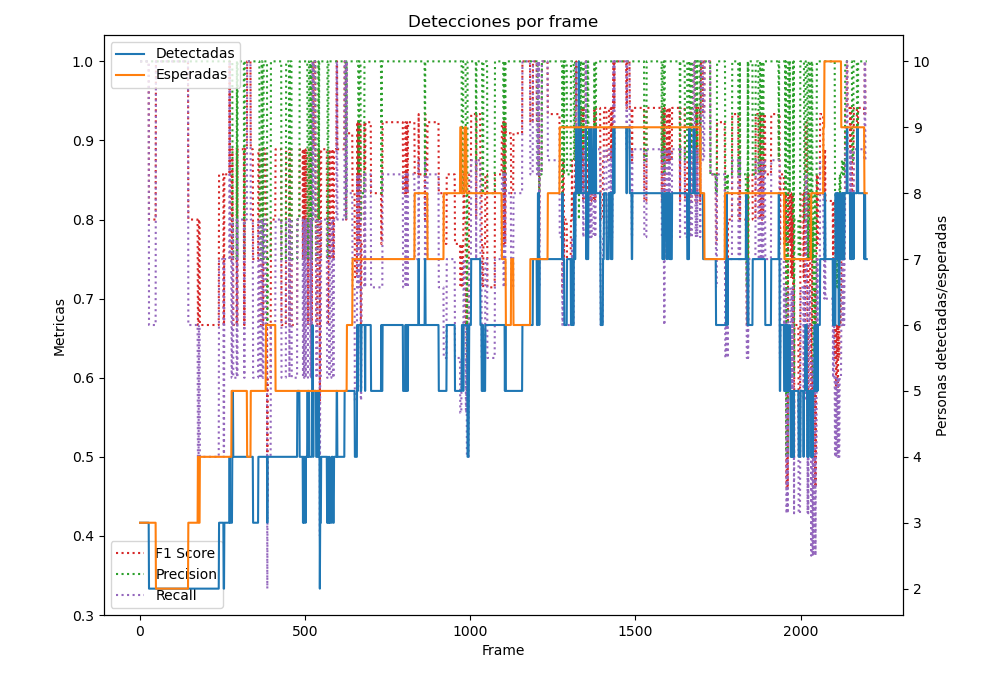 Detecciones por frame
Detectadas
Esperadas
1.0
0.9
0.8
0.7
0.6
0.5
0.4
0.3
Metricas
10
9
8
7
6
5
4
3
2
Personas detectadas/esperadas
F1 Score
Precision
Recall
0
500
1000
1500
2000
Frame